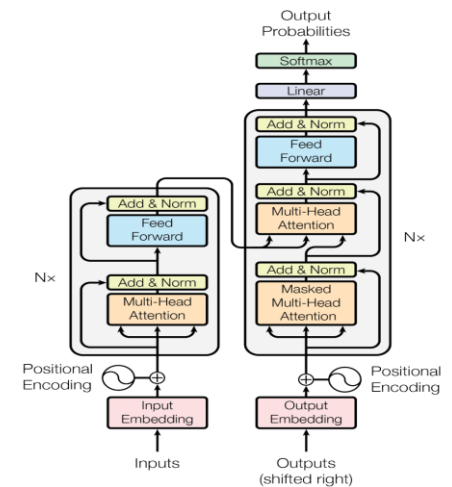 Output
Probabilities
Softmax
Linear
Add & Norm
Feed
Forward
Add & Norm
Multi-Head
Attention
Add & Norm
Masked
Multi-Head
Attention
Nx
Positional
Encoding
Output
Embedding
Outputs
(shifted right)
Add & Norm
Feed
Forward
Add & Norm
Multi-Head
Attention
Nx
Positional
Encoding
Input
Embedding
Inputs